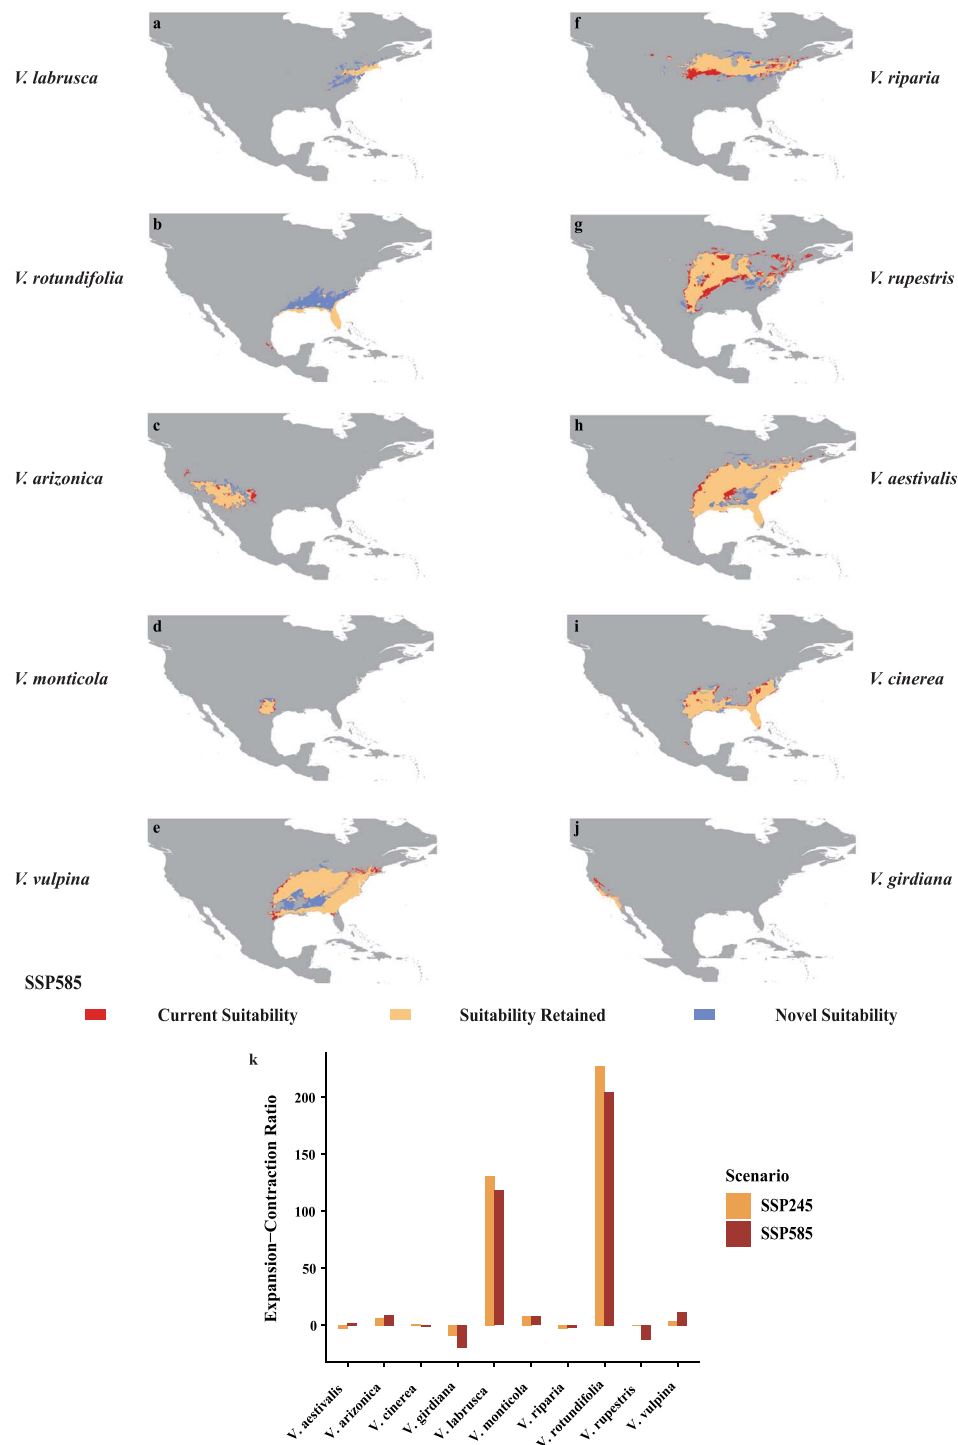 a
V. labrusca
f
V. riparia
b
V. rotundifolia
g
V. rupestris
c
V. arizonica
h
V. aestivalis
d
V. monticola
i
V. cinerea
e
V. vulpina
j
V. girdiana
SSP585
Current Suitability
Suitability Retained
Novel Suitability
k
Expansion−Contraction Ratio
200
150
100
50
0
V. aestivalis
V. arizonica
V. cinerea
V. girdiana
V. labrusca
V. monticola
V. riparia
V. rotundifolia
V. rupestris
V. vulpina
Scenario
SSP245
SSP585